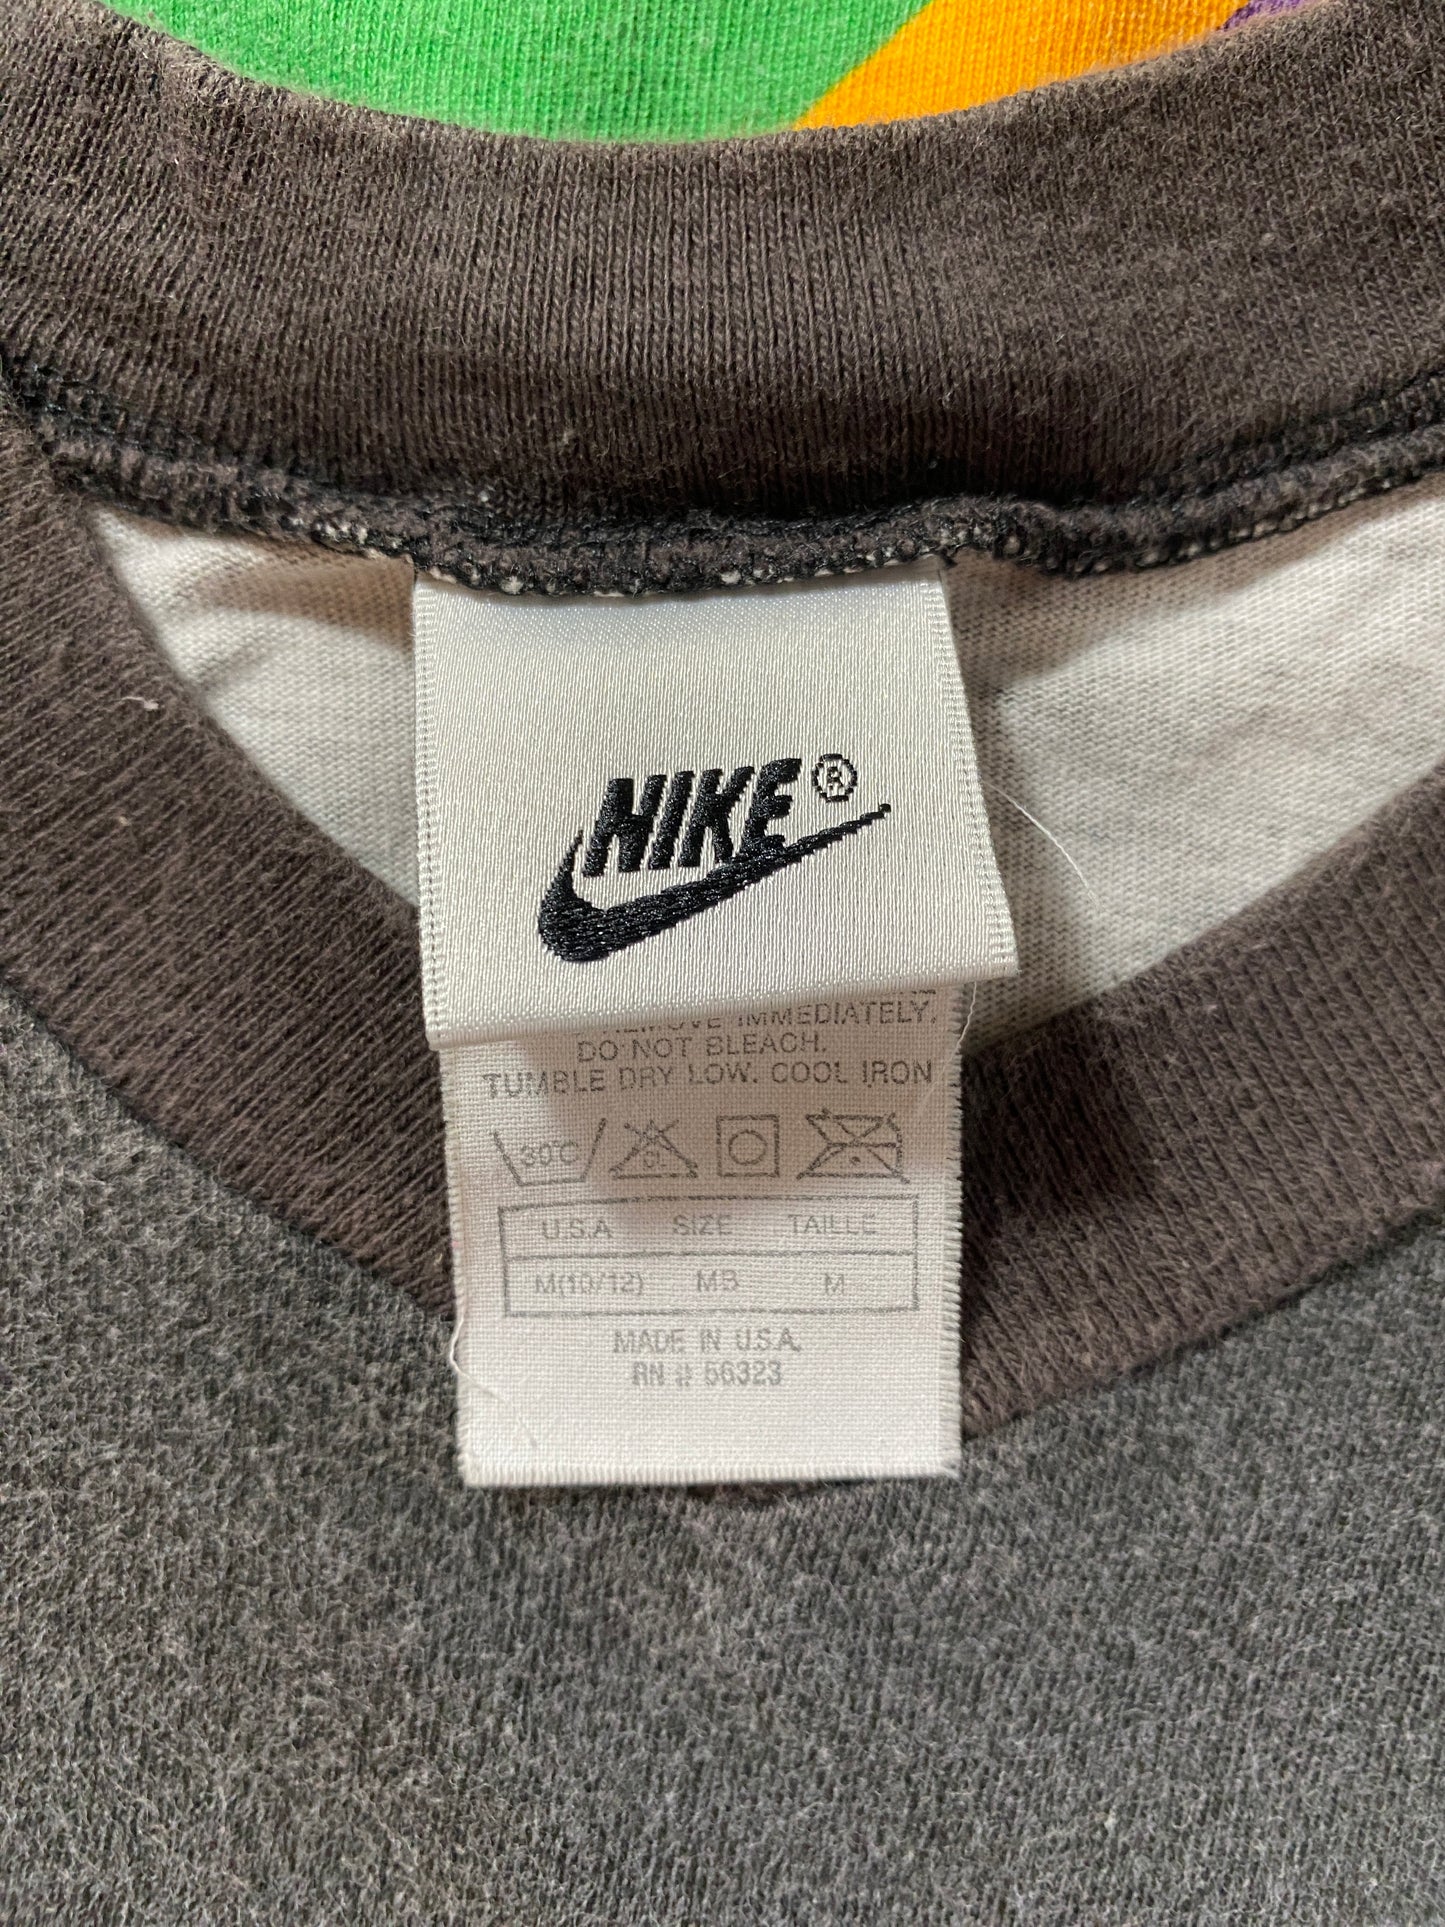 NIKE ®
REMOVE IMMEDIATELY.
DO NOT BLEACH.
TUMBLE DRY LOW. COOL IRON
30°C CL
U.S.A SIZE TAILLE
M(10/12) MB M
MADE IN U.S.A.
RN # 56323